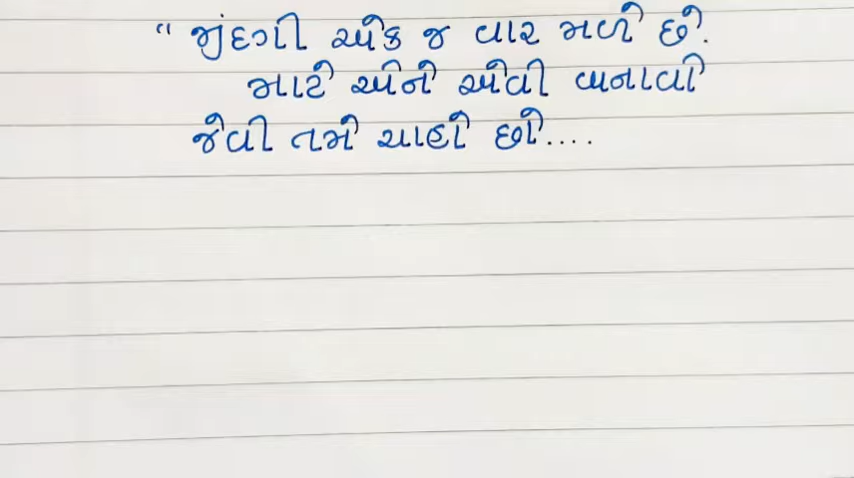 “ જીંદગી એક જ વાર મળે છે.
માટે એને એવી બનાવો
જેવી તમે ચાહો છો....